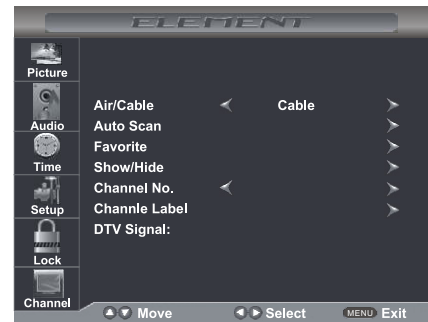 ELEMENT
Picture
Audio
Time
Setup
Lock
Channel
Air/Cable Cable
Auto Scan
Favorite
Show/Hide
Channel No.
Channle Label
DTV Signal:
Move Select MENU Exit